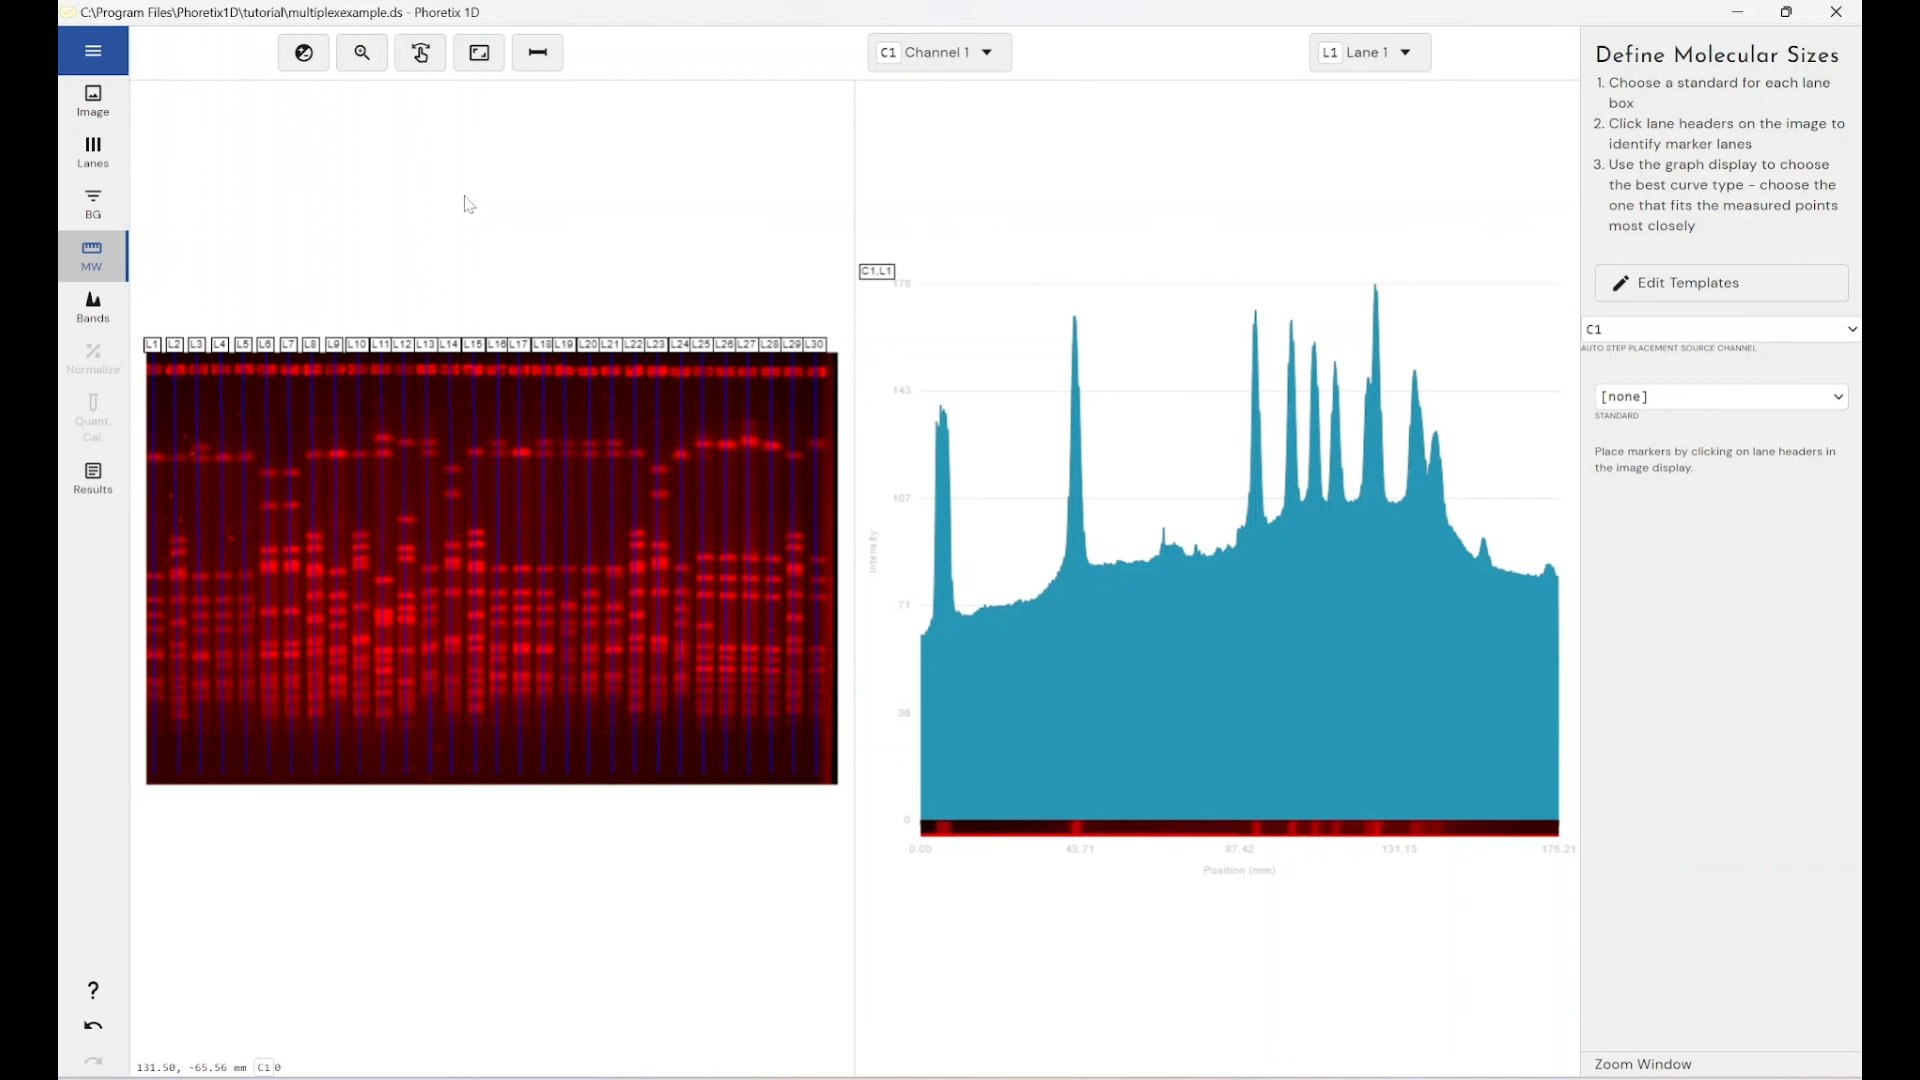 C:\Program Files\Phoretix1D\tutorial\multiplexexample.ds - Phoretix 1D
C1 Channel 1
L1 Lane 1
Image
Lanes
BG
MW
Bands
Normalize
Quant.
Cal.
Results
?
L1 L2 L3 L4 L5 L6 L7 L8 L9 L10 L11 L12 L13 L14 L15 L16 L17 L18 L19 L20 L21 L22 L23 L24 L25 L26 L27 L28 L29 L30
131.50, -65.56 mm C1 0
C1.L1
178
143
107
71
36
0
Intensity
0.00 43.71 87.42 131.13 175.21
Position (mm)
Define Molecular Sizes
1. Choose a standard for each lane
box
2. Click lane headers on the image to
identify marker lanes
3. Use the graph display to choose
the best curve type - choose the
one that fits the measured points
most closely
Edit Templates
C1
AUTO STEP PLACEMENT SOURCE CHANNEL
[none]
STANDARD
Place markers by clicking on lane headers in
the image display.
Zoom Window